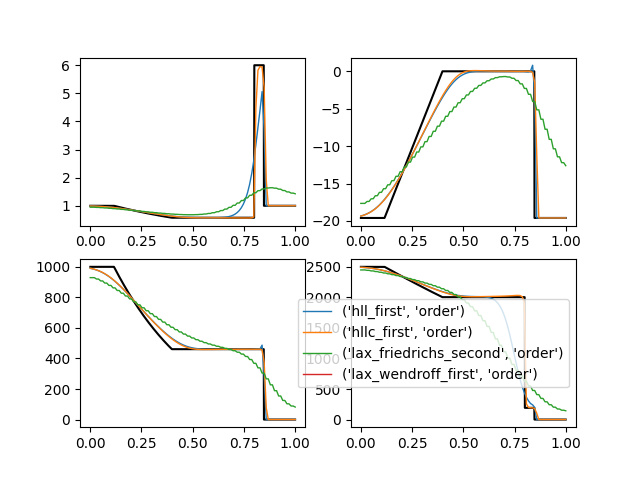 6
5
4
3
2
1
0.00 0.25 0.50 0.75 1.00
0
−5
−10
−15
−20
0.00 0.25 0.50 0.75 1.00
1000
800
600
400
200
0
0.00 0.25 0.50 0.75 1.00
2500
2000
1500
1000
500
0
0.00 0.25 0.50 0.75 1.00
('hll_first', 'order')
('hllc_first', 'order')
('lax_friedrichs_second', 'order')
('lax_wendroff_first', 'order')